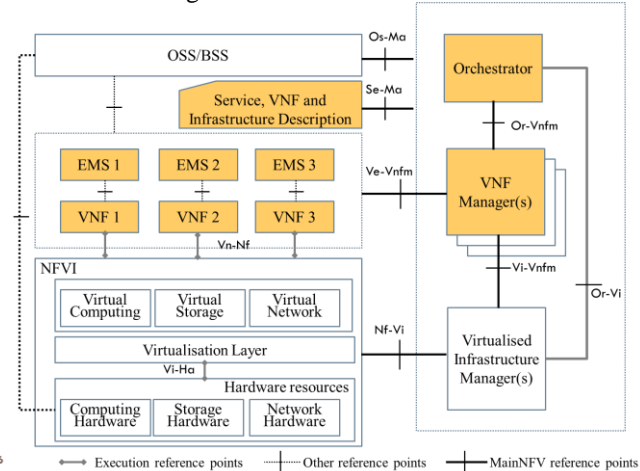 OSS/BSS
Os-Ma
Orchestrator
Se-Ma
Service, VNF and
Infrastructure Description
Or-Vnfm
EMS 1
EMS 2
EMS 3
Ve-Vnfm
VNF
Manager(s)
VNF 1
VNF 2
VNF 3
Vn-Nf
NFVI
Vi-Vnfm
Or-Vi
Virtual
Computing
Virtual
Storage
Virtual
Network
Nf-Vi
Virtualised
Infrastructure
Manager(s)
Virtualisation Layer
Vi-Ha
Hardware resources
Computing
Hardware
Storage
Hardware
Network
Hardware
Execution reference points
Other reference points
MainNFV reference points